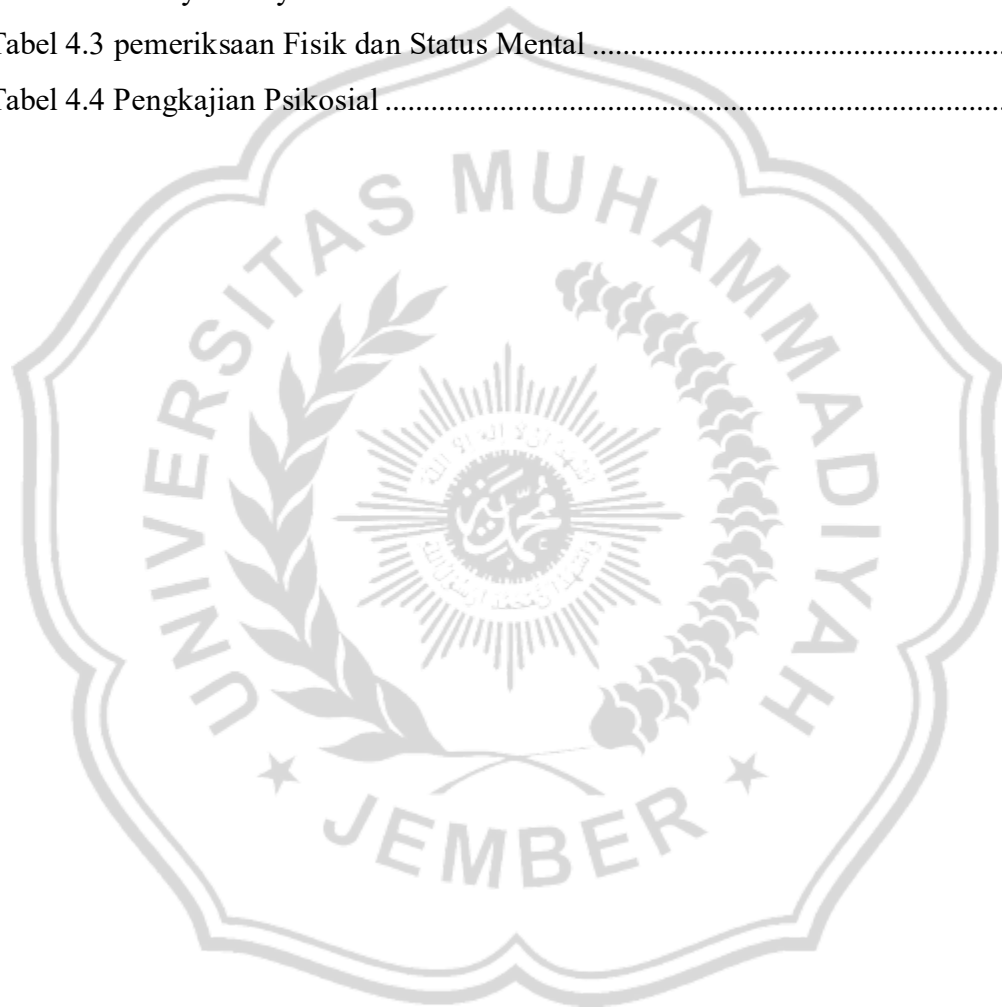 Tabel 4.3 pemeriksaan Fisik dan Status Mental ......................................................
Tabel 4.4 Pengkajian Psikosial .................................................................................
UNIVERSITAS MUHAMMADIYAH
★ JEMBER ★